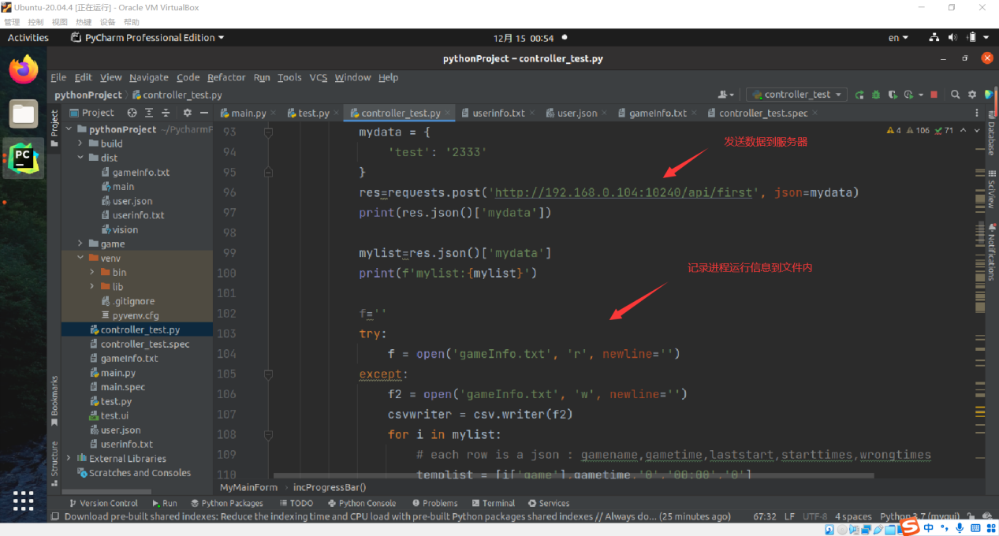 Ubuntu-20.04.4 [正在运行] - Oracle VM VirtualBox
管理 控制 视图 热键 设备 帮助
Activities PyCharm Professional Edition 12月 15 00:54 en
pythonProject – controller_test.py
File Edit View Navigate Code Refactor Run Tools VCS Window Help
pythonProject controller_test.py controller_test
Project main.py test.py controller_test.py userinfo.txt user.json gameInfo.txt controller_test.spec
Project
Bookmarks
Structure
pythonProject ~/PycharmF
build
dist
gameInfo.txt
main
user.json
userinfo.txt
vision
game
venv
bin
lib
.gitignore
pyvenv.cfg
controller_test.py
controller_test.spec
gameInfo.txt
main.py
main.spec
test.py
test.ui
user.json
userinfo.txt
External Libraries
Scratches and Consoles
4 106 71
93 mydata = {
94 'test': '2333'
95 }
96 res=requests.post('http://192.168.0.104:10240/api/first', json=mydata)
97 print(res.json()['mydata'])
98
99 mylist=res.json()['mydata']
100 print(f'mylist:{mylist}')
101
102 f=''
103 try:
104 f = open('gameInfo.txt', 'r', newline='')
105 except:
106 f2 = open('gameInfo.txt', 'w', newline='')
107 csvwriter = csv.writer(f2)
108 for i in mylist:
109 # each row is a json : gamename,gametime,laststart,starttimes,wrongtimes
110 templist = [i['game'],gametime,'0','00:00','0']
发送数据到服务器
记录进程运行信息到文件内
Database
SciView
Notifications
MyMainForm incProgressBar()
Version Control Run Python Packages TODO Python Console Problems Terminal Services
Download pre-built shared indexes: Reduce the indexing time and CPU load with pre-built Python packages shared indexes // Always do... (25 minutes ago) 67:32 LF UTF-8 4 spaces Python 3.7 (mygui)
中